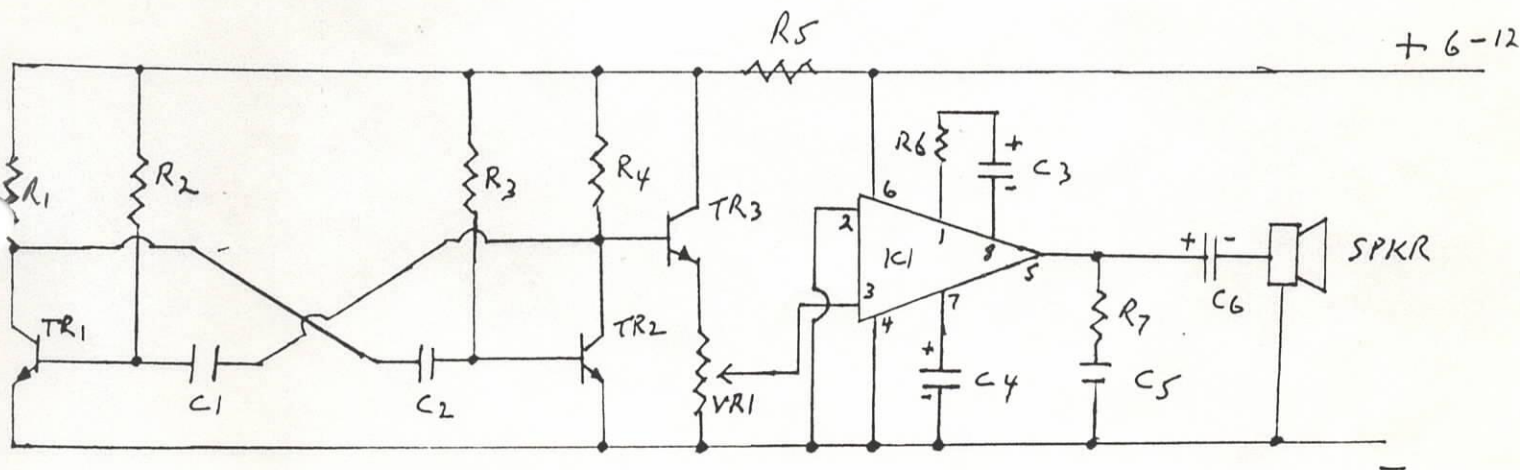 R5
+ 6-12
R1
R2
R3
R4
TR3
R6
+
C3
-
6
2
1
8
IC1
3
5
4
7
+ -
C6
SPKR
TR1
TR2
C1
C2
VR1
+
C4
-
R7
C5
-